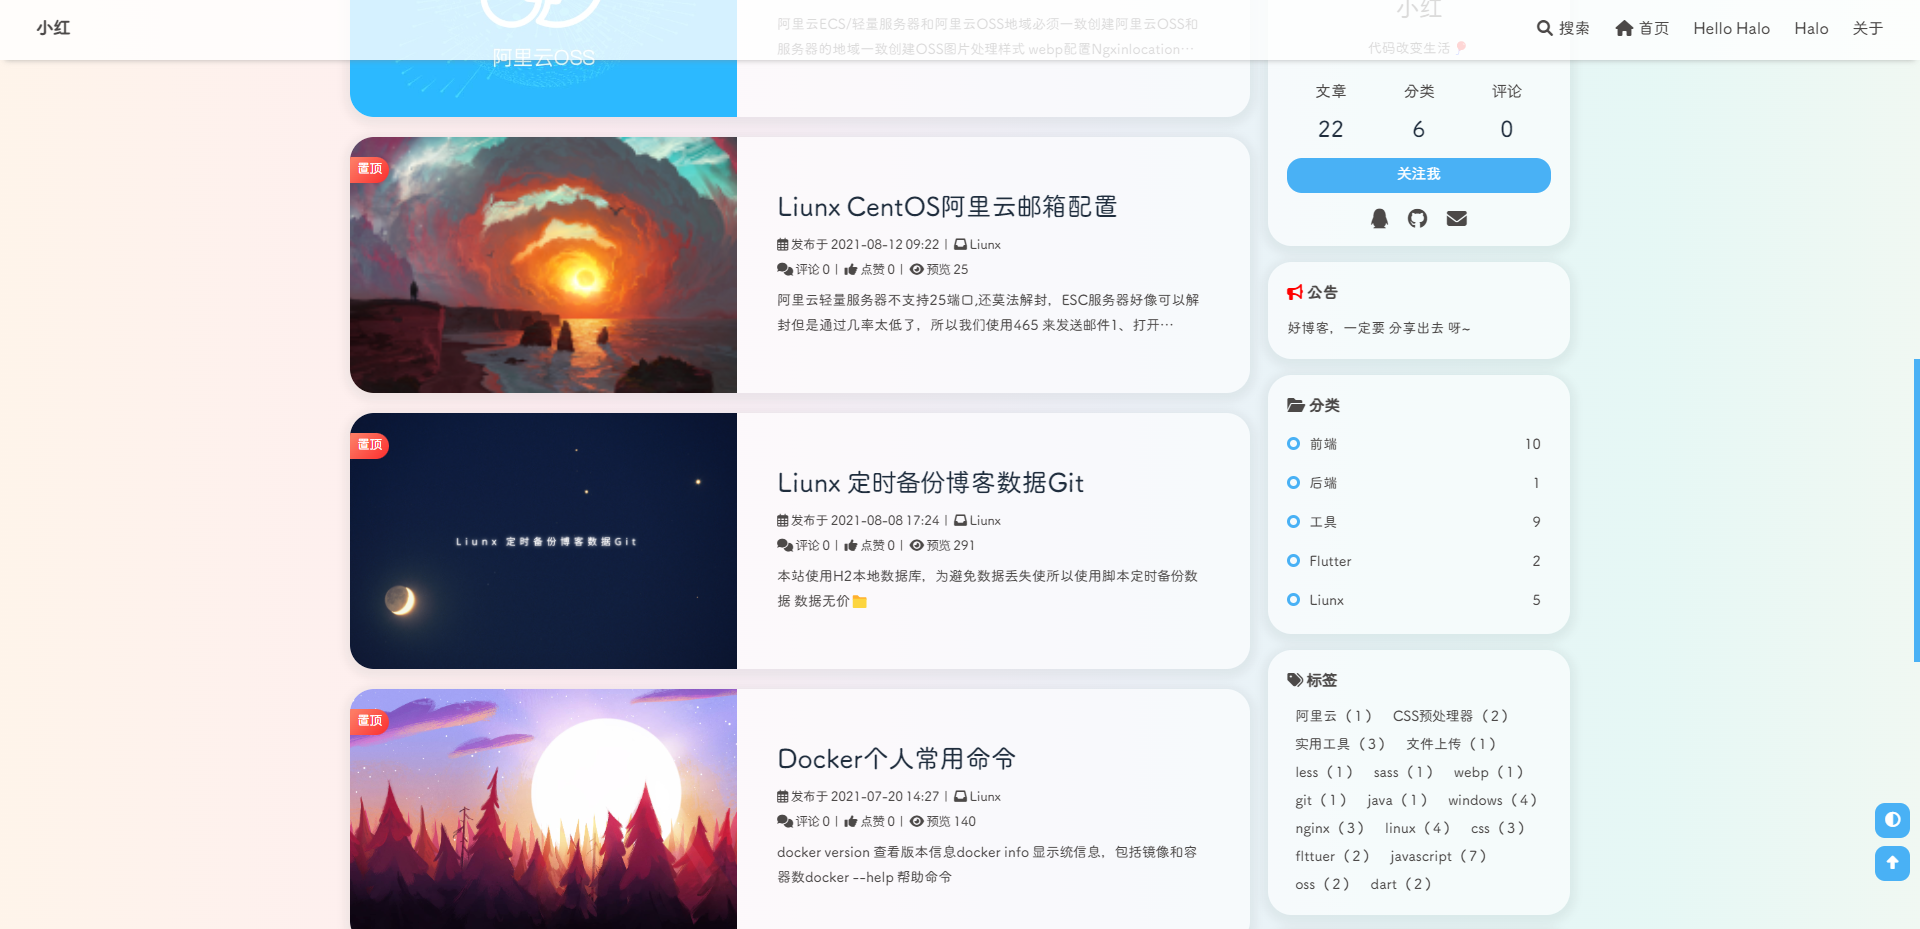 小红
搜索 首页 Hello Halo Halo 关于
阿里云OSS
阿里云ECS/轻量服务器和阿里云OSS地域必须一致创建阿里云OSS和
服务器的地域一致创建OSS图片处理样式 webp配置Ngxinlocation…
置顶
Liunx CentOS阿里云邮箱配置
发布于 2021-08-12 09:22 | Liunx
评论 0 | 点赞 0 | 预览 25
阿里云轻量服务器不支持25端口,还莫法解封，ESC服务器好像可以解
封但是通过几率太低了，所以我们使用465 来发送邮件1、打开…
置顶
Liunx 定时备份博客数据Git
Liunx 定时备份博客数据Git
发布于 2021-08-08 17:24 | Liunx
评论 0 | 点赞 0 | 预览 291
本站使用H2本地数据库，为避免数据丢失使所以使用脚本定时备份数
据 数据无价
置顶
Docker个人常用命令
发布于 2021-07-20 14:27 | Liunx
评论 0 | 点赞 0 | 预览 140
docker version 查看版本信息docker info 显示统信息，包括镜像和容
器数docker --help 帮助命令
小红
代码改变生活
文章 分类 评论
22 6 0
关注我
公告
好博客，一定要 分享出去 呀~
分类
前端 10
后端 1
工具 9
Flutter 2
Liunx 5
标签
阿里云（1） CSS预处理器（2）
实用工具（3） 文件上传（1）
less（1） sass（1） webp（1）
git（1） java（1） windows（4）
nginx（3） linux（4） css（3）
flttuer（2） javascript（7）
oss（2） dart（2）